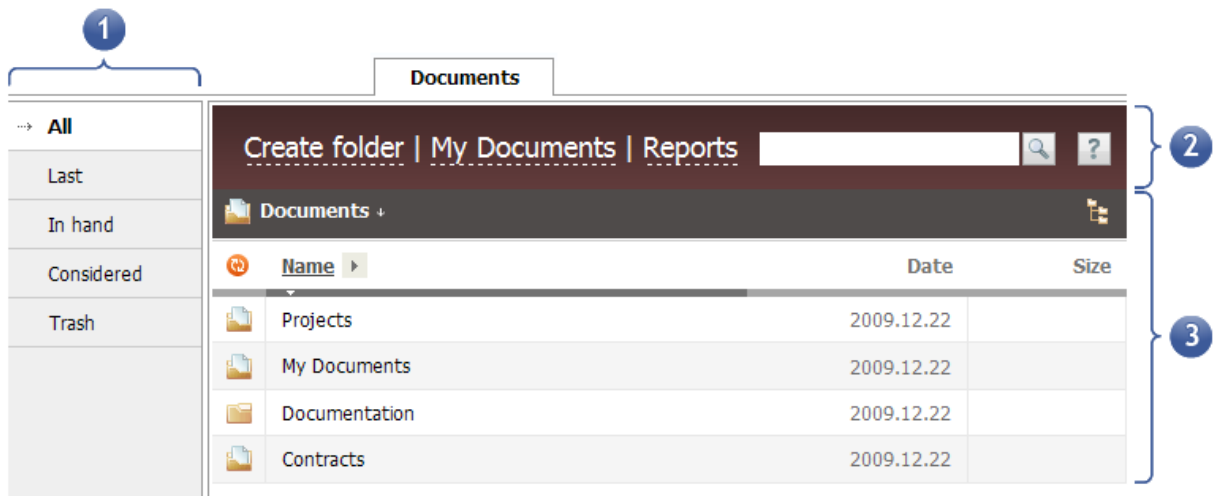 1
Documents
All
Last
In hand
Considered
Trash
Create folder | My Documents | Reports
?
2
Documents
Name Date Size
Projects 2009.12.22
My Documents 2009.12.22
Documentation 2009.12.22
Contracts 2009.12.22
3